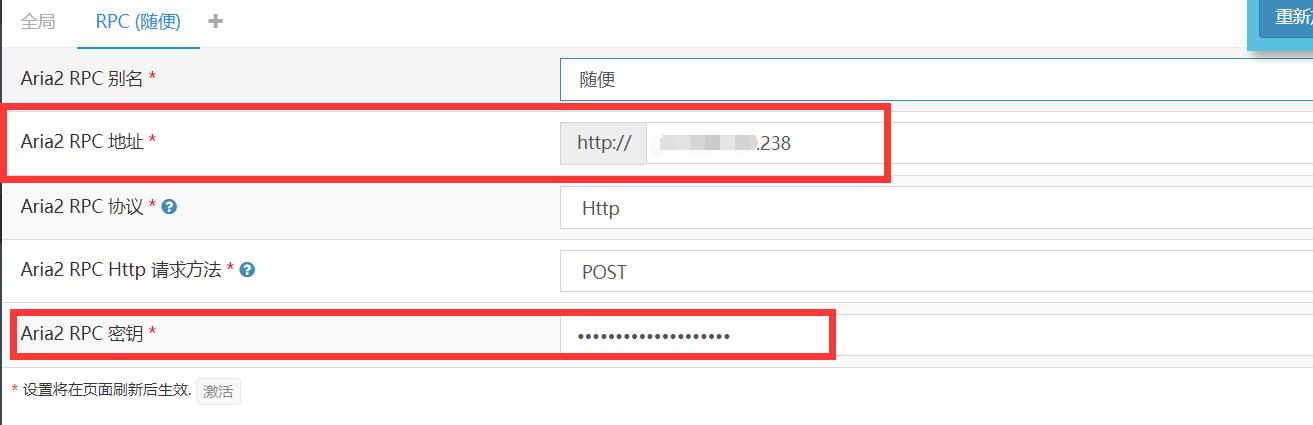 全局 RPC (随便)
重新
Aria2 RPC 别名 * 随便
Aria2 RPC 地址 * http:// .238
Aria2 RPC 协议 * Http
Aria2 RPC Http 请求方法 * POST
Aria2 RPC 密钥 * ••••••••••••••••••••
* 设置将在页面刷新后生效. 激活